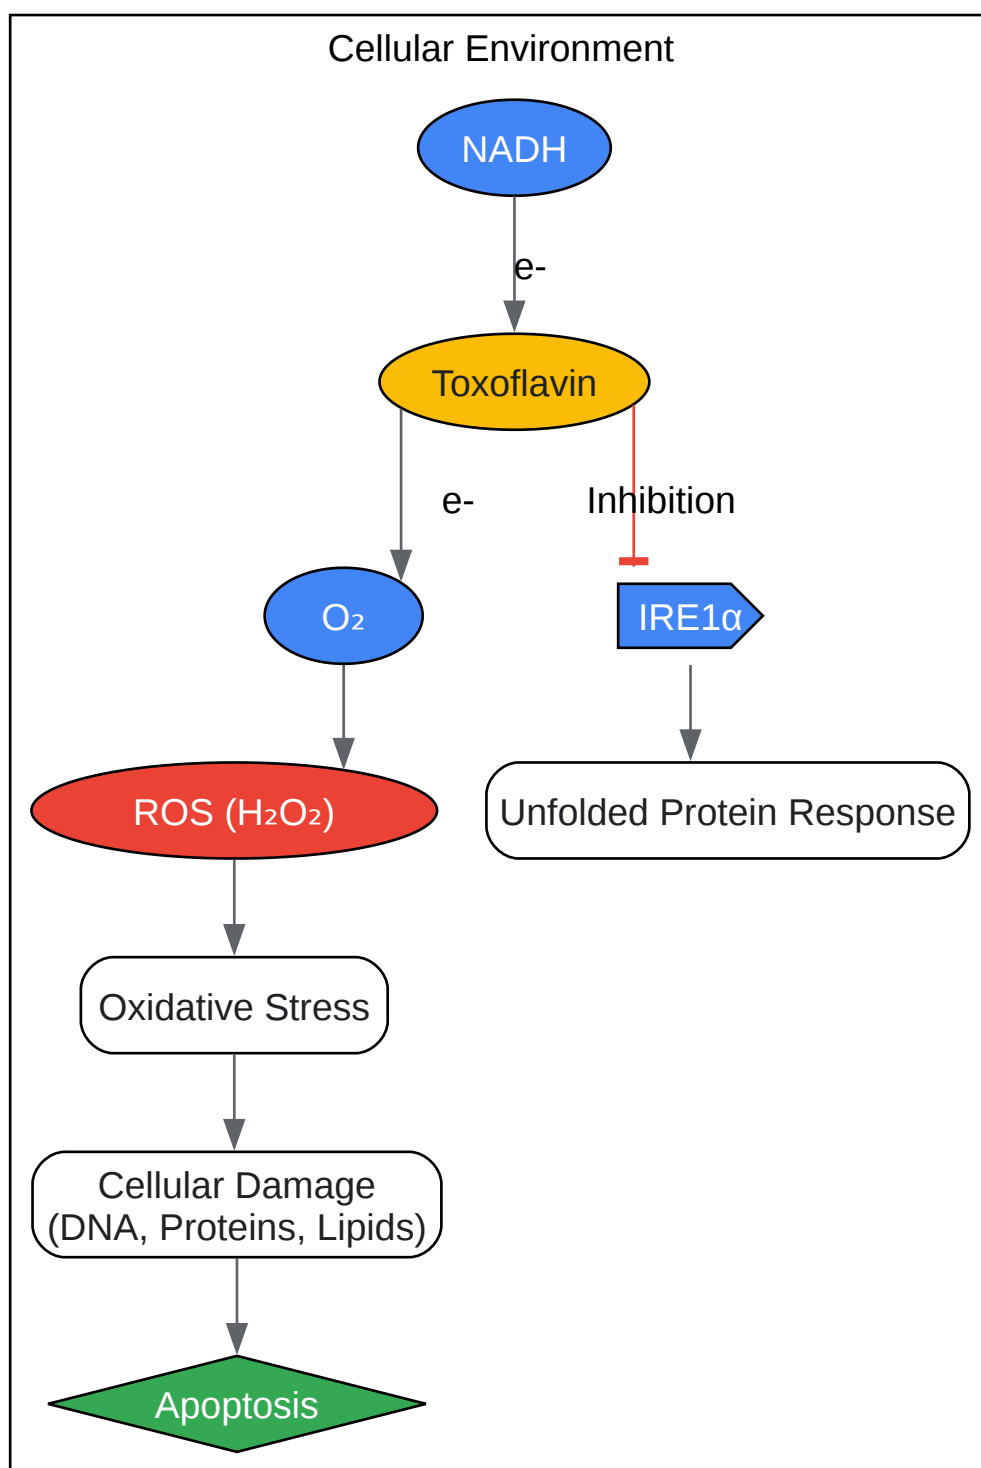 Cellular Environment
NADH
e-
Toxoflavin
e-
Inhibition
O₂
IRE1α
ROS (H₂O₂)
Unfolded Protein Response
Oxidative Stress
Cellular Damage
(DNA, Proteins, Lipids)
Apoptosis